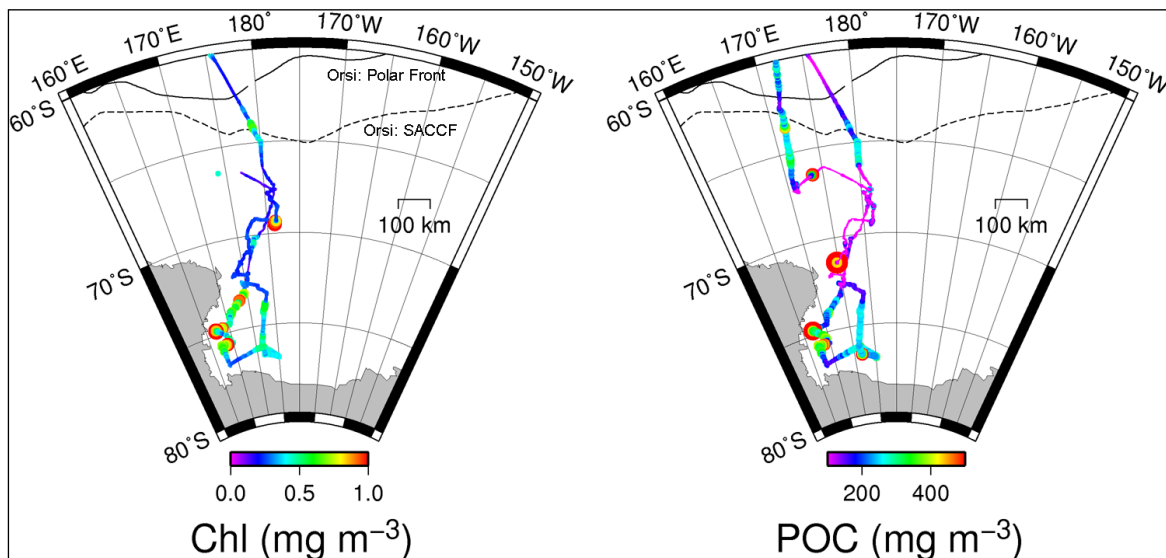 160˚E 170˚E 180˚ 170˚W 160˚W 150˚W
60˚S
Orsi: Polar Front
Orsi: SACCF
100 km
70˚S
80˚S
0.0 0.5 1.0
Chl (mg m⁻³)
160˚E 170˚E 180˚ 170˚W 160˚W 150˚W
60˚S
100 km
70˚S
80˚S
200 400
POC (mg m⁻³)